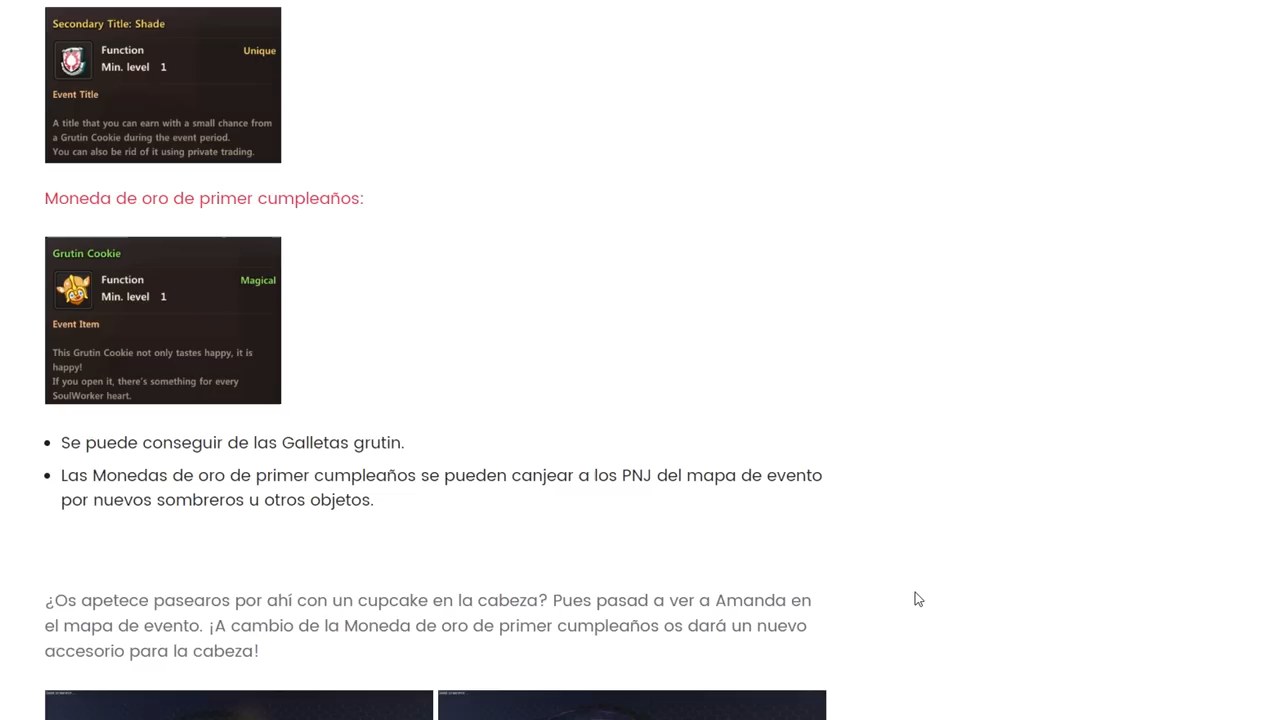 Secondary Title: Shade
Function
Unique
Min. level 1
Event Title
A title that you can earn with a small chance from
a Grutin Cookie during the event period.
You can also be rid of it using private trading.
Moneda de oro de primer cumpleaños:
Grutin Cookie
Function
Magical
Min. level 1
Event Item
This Grutin Cookie not only tastes happy, it is
happy!
If you open it, there's something for every
SoulWorker heart.
Se puede conseguir de las Galletas grutin.
Las Monedas de oro de primer cumpleaños se pueden canjear a los PNJ del mapa de evento
por nuevos sombreros u otros objetos.
¿Os apetece pasearos por ahí con un cupcake en la cabeza? Pues pasad a ver a Amanda en
el mapa de evento. ¡A cambio de la Moneda de oro de primer cumpleaños os dará un nuevo
accesorio para la cabeza!